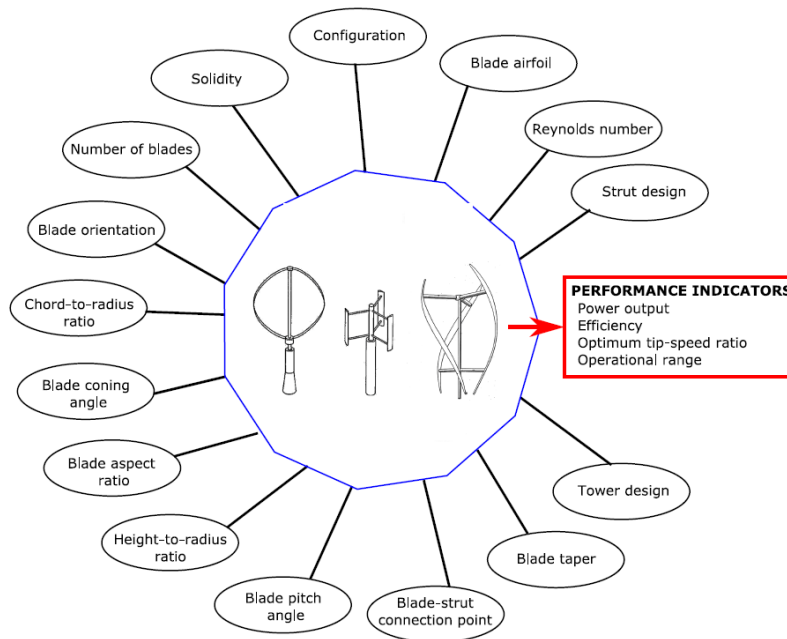 Configuration
Blade airfoil
Solidity
Reynolds number
Number of blades
Strut design
Blade orientation
Chord-to-radius
ratio
PERFORMANCE INDICATORS
Power output
Efficiency
Optimum tip-speed ratio
Operational range
Blade coning
angle
Blade aspect
ratio
Tower design
Height-to-radius
ratio
Blade taper
Blade pitch
angle
Blade-strut
connection point